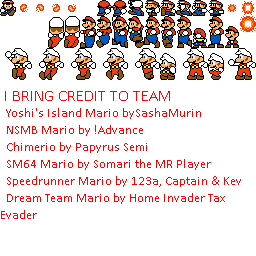 I BRING CREDIT TO TEAM
Yoshi's Island Mario bySashaMurin
NSMB Mario by !Advance
Chimerio by Papyrus Semi
SM64 Mario by Somari the MR Player
Speedrunner Mario by 123a, Captain & Kev
Dream Team Mario by Home Invader Tax
Evader